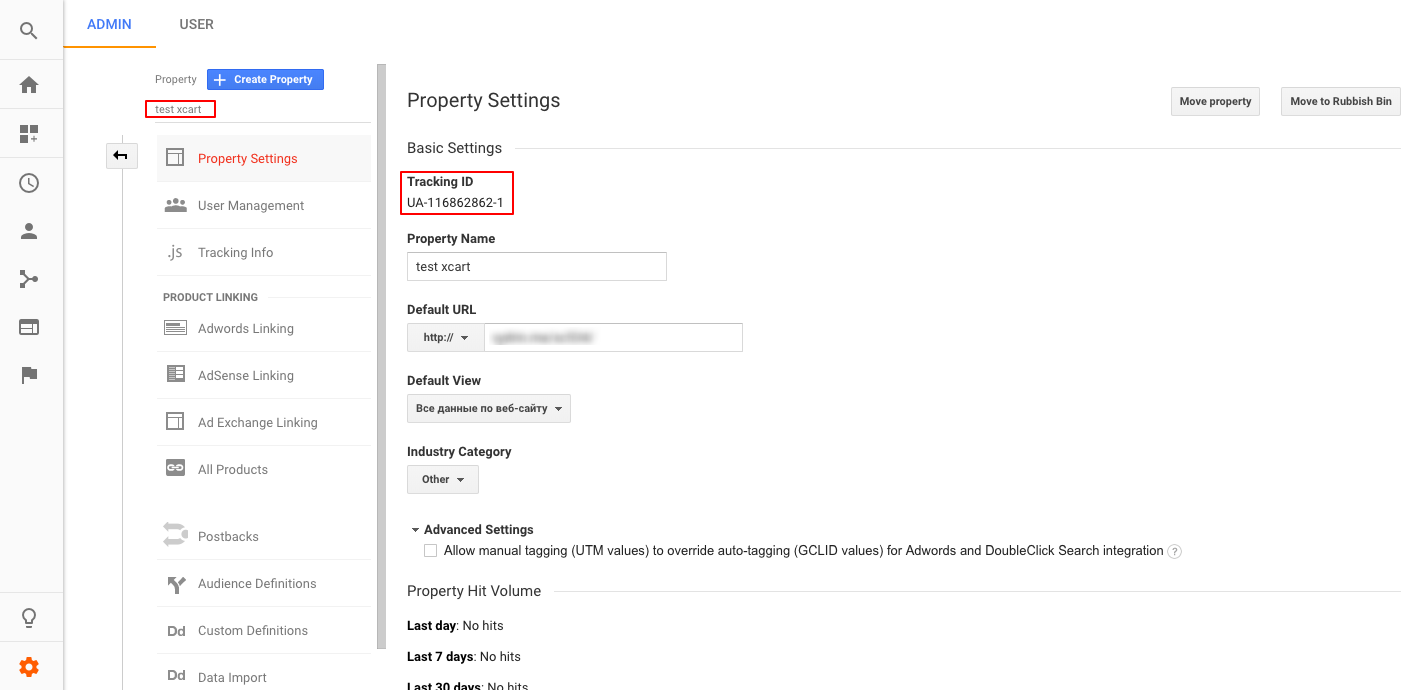 ADMIN
USER
Property
Create Property
test xcart
Property Settings
User Management
.js Tracking Info
PRODUCT LINKING
Adwords Linking
AdSense Linking
Ad Exchange Linking
All Products
Postbacks
Audience Definitions
Dd Custom Definitions
Dd Data Import
Property Settings
Move property
Move to Rubbish Bin
Basic Settings
Tracking ID
UA-116862862-1
Property Name
test xcart
Default URL
http://
Default View
Все данные по веб-сайту
Industry Category
Other
Advanced Settings
Allow manual tagging (UTM values) to override auto-tagging (GCLID values) for Adwords and DoubleClick Search integration ?
Property Hit Volume
Last day: No hits
Last 7 days: No hits
Last 30 days: No hits